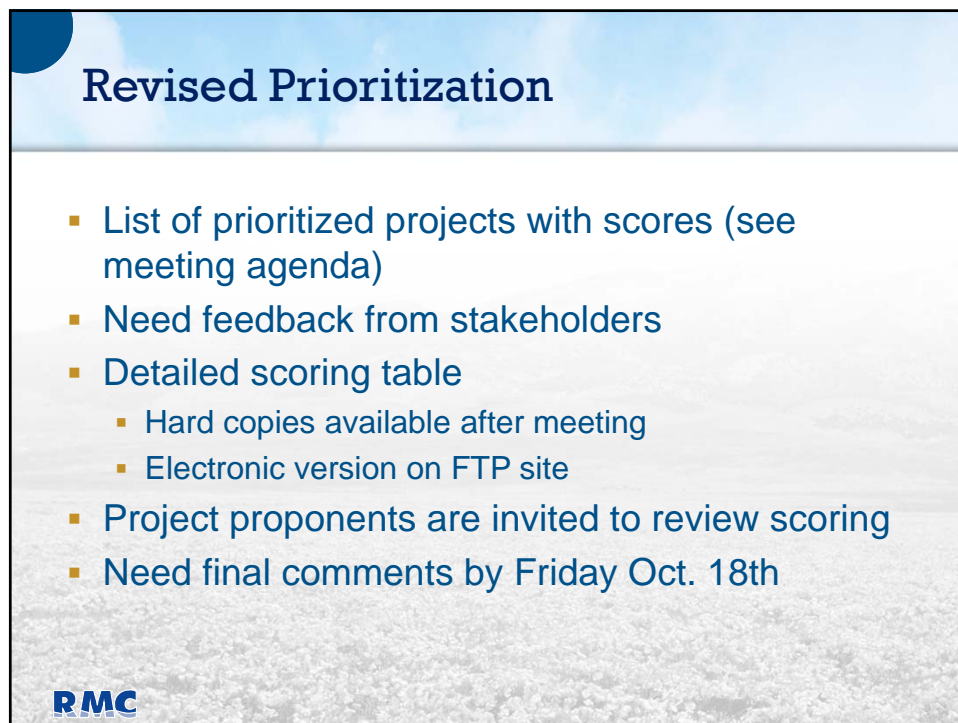 Revised Prioritization
▪ List of prioritized projects with scores (see
meeting agenda)
▪ Need feedback from stakeholders
▪ Detailed scoring table
▪ Hard copies available after meeting
▪ Electronic version on FTP site
▪ Project proponents are invited to review scoring
▪ Need final comments by Friday Oct. 18th
RMC